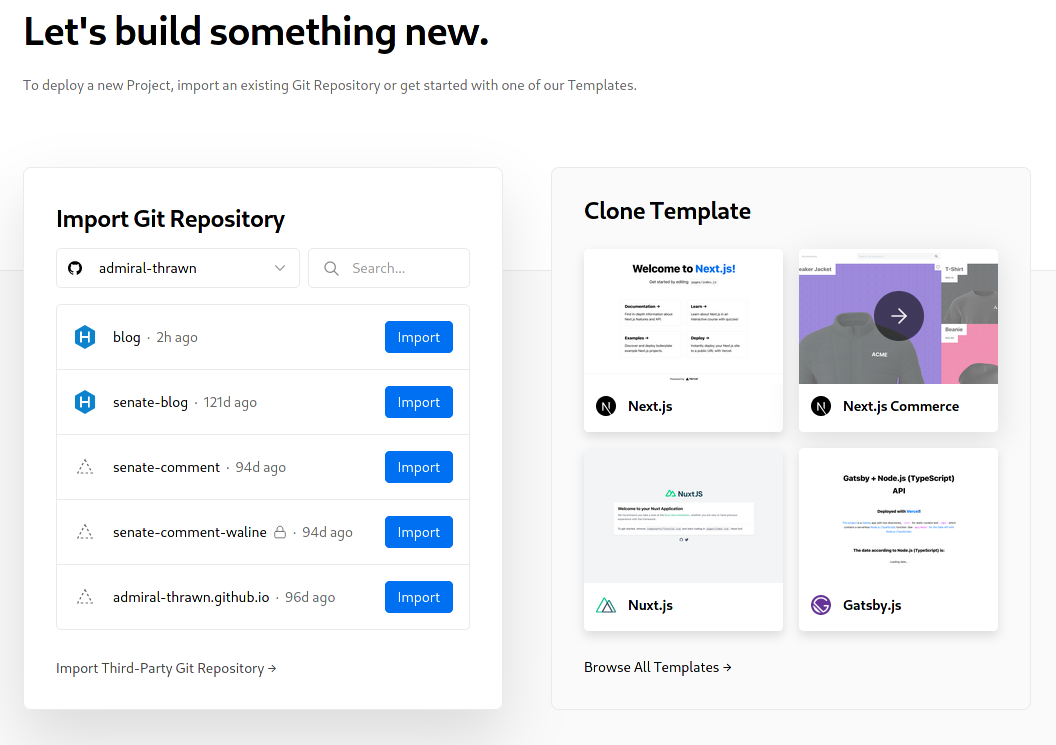 Let's build something new.
To deploy a new Project, import an existing Git Repository or get started with one of our Templates.
Import Git Repository
admiral-thrawn
Search...
blog · 2h ago
Import
senate-blog · 121d ago
Import
senate-comment · 94d ago
Import
senate-comment-waline · 94d ago
Import
admiral-thrawn.github.io · 96d ago
Import
Import Third-Party Git Repository →
Clone Template
Welcome to Next.js!
Get started by editing pages/index.js
Documentation →
Find in-depth information about
Next.js features and API.
Learn →
Learn about Next.js in an
interactive course with quizzes!
Examples →
Discover and deploy boilerplate
example Next.js projects.
Deploy →
Instantly deploy your Next.js site
to a public URL with Vercel.
Powered by
N Next.js
eaker Jacket
T-Shirt
Beanie
ACME
N Next.js Commerce
NuxtJS
Welcome to your Nuxt Application
Nuxt.js
Gatsby + Node.js (TypeScript)
API
Deployed with Vercel!
The date according to Node.js (TypeScript) is:
Loading date...
Gatsby.js
Browse All Templates →